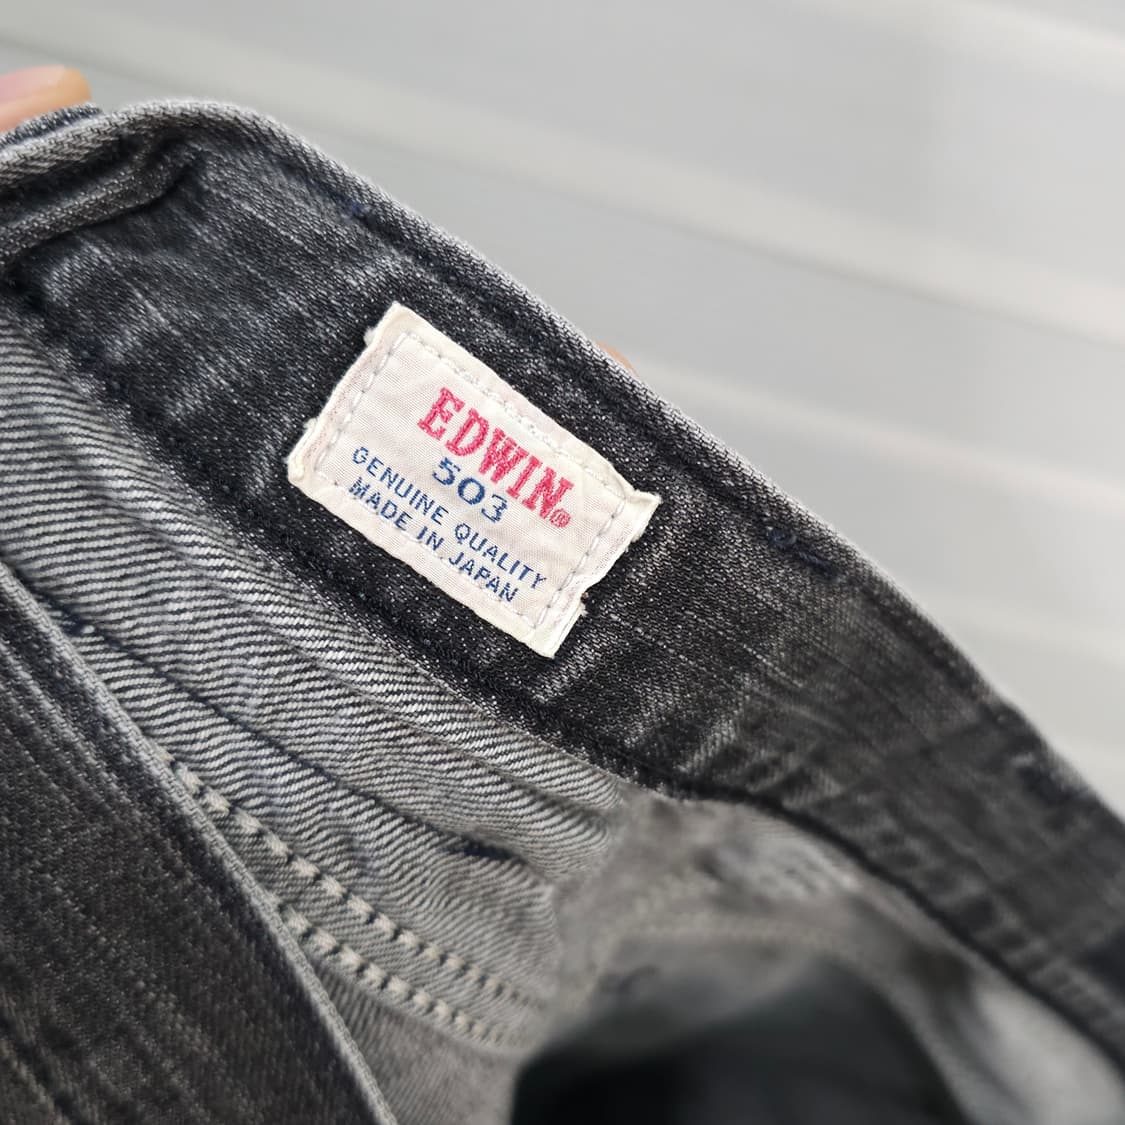 EDWIN®
503
GENUINE QUALITY
MADE IN JAPAN